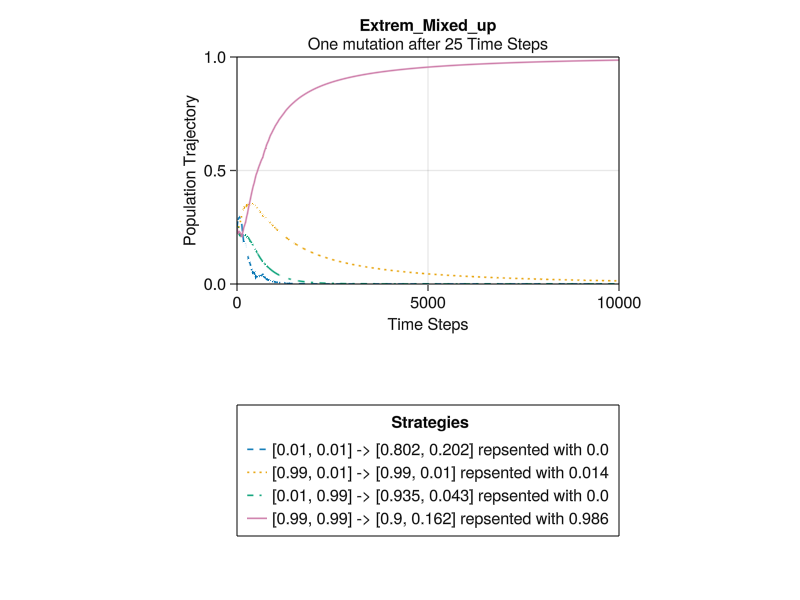 Extrem_Mixed_up
One mutation after 25 Time Steps
Population Trajectory
1.0
0.5
0.0
0
5000
10000
Time Steps
Strategies
[0.01, 0.01] -> [0.802, 0.202] repsented with 0.0
[0.99, 0.01] -> [0.99, 0.01] repsented with 0.014
[0.01, 0.99] -> [0.935, 0.043] repsented with 0.0
[0.99, 0.99] -> [0.9, 0.162] repsented with 0.986